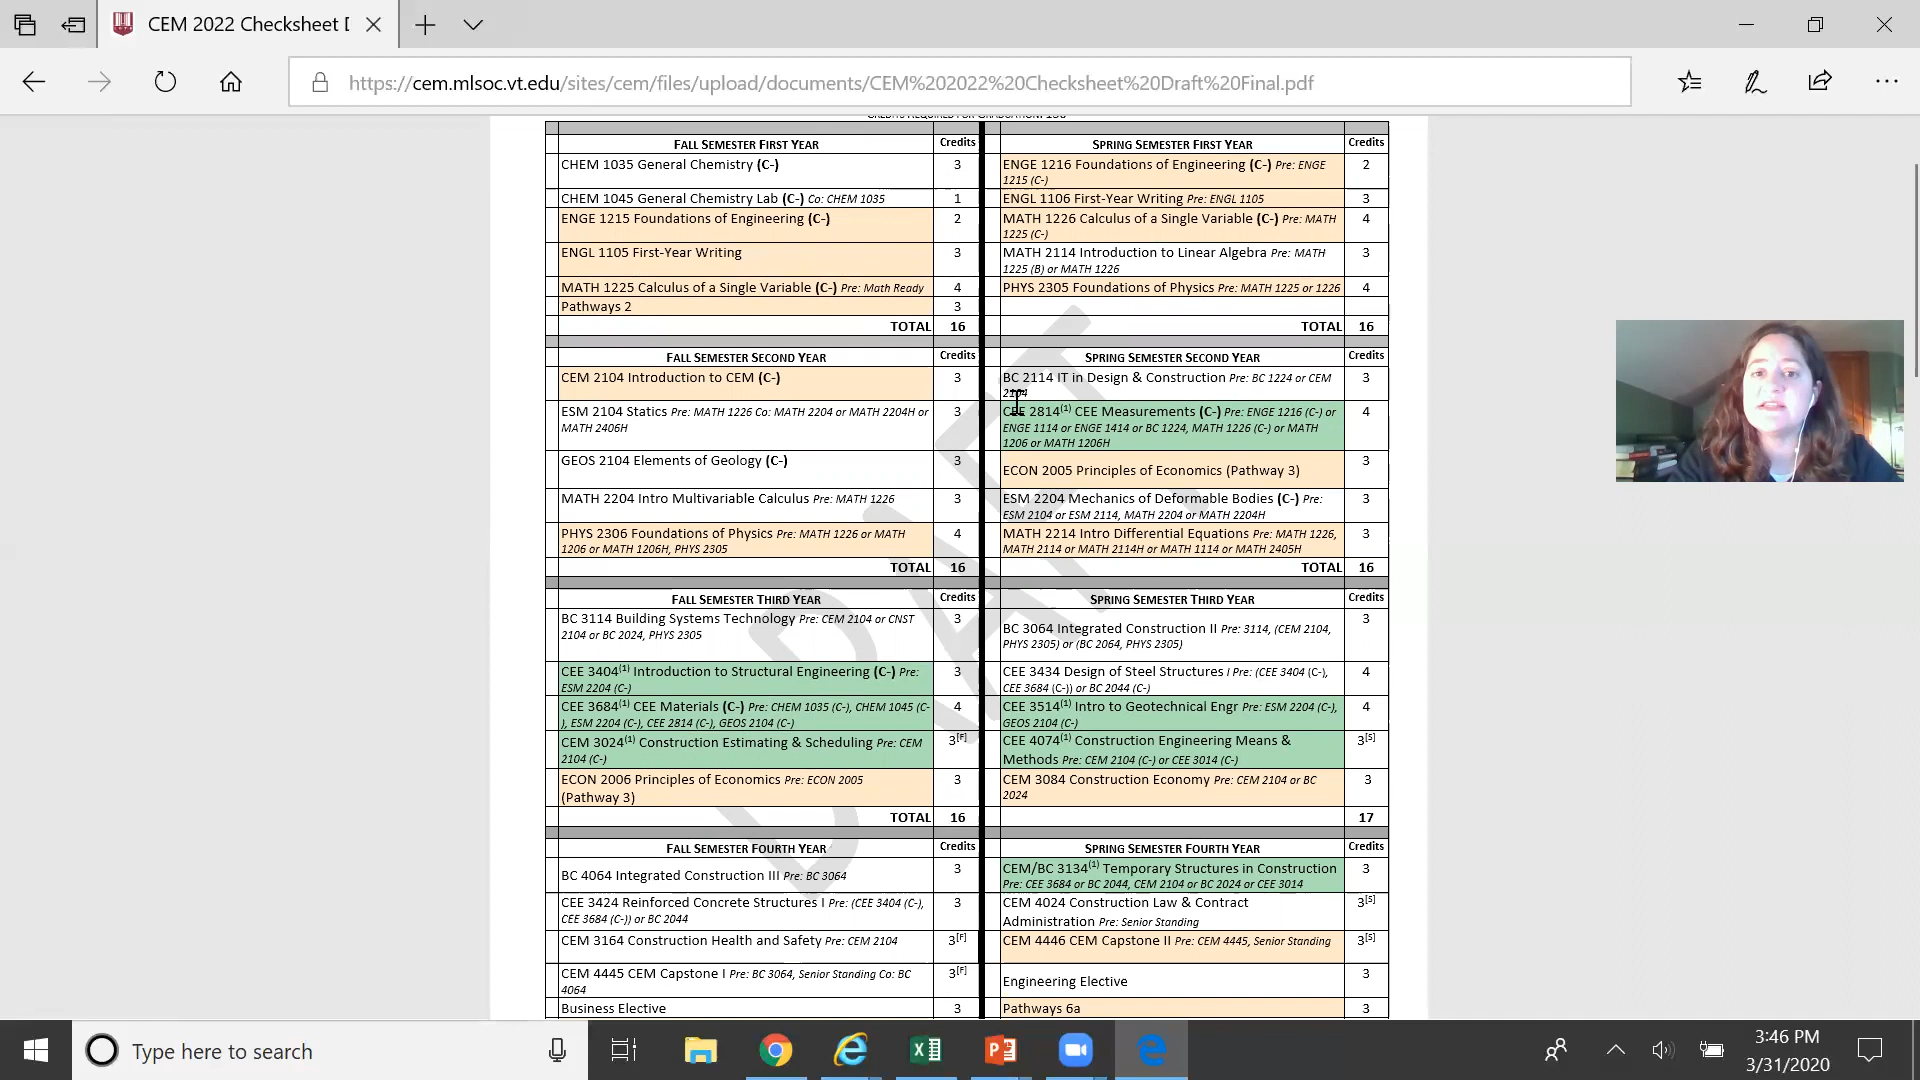 CEM 2022 Checksheet D
https://cem.mlsoc.vt.edu/sites/cem/files/upload/documents/CEM%202022%20Checksheet%20Draft%20Final.pdf
FALL SEMESTER FIRST YEAR Credits
CHEM 1035 General Chemistry (C-) 3
CHEM 1045 General Chemistry Lab (C-) Co: CHEM 1035 1
ENGE 1215 Foundations of Engineering (C-) 2
ENGL 1105 First-Year Writing 3
MATH 1225 Calculus of a Single Variable (C-) Pre: Math Ready 4
Pathways 2 3
TOTAL 16
SPRING SEMESTER FIRST YEAR Credits
ENGE 1216 Foundations of Engineering (C-) Pre: ENGE 2
1215 (C-)
ENGL 1106 First-Year Writing Pre: ENGL 1105 3
MATH 1226 Calculus of a Single Variable (C-) Pre: MATH 4
1225 (C-)
MATH 2114 Introduction to Linear Algebra Pre: MATH 3
1225 (B) or MATH 1226
PHYS 2305 Foundations of Physics Pre: MATH 1225 or 1226 4
TOTAL 16
FALL SEMESTER SECOND YEAR Credits
CEM 2104 Introduction to CEM (C-) 3
ESM 2104 Statics Pre: MATH 1226 Co: MATH 2204 or MATH 2204H or 3
MATH 2406H
GEOS 2104 Elements of Geology (C-) 3
MATH 2204 Intro Multivariable Calculus Pre: MATH 1226 3
PHYS 2306 Foundations of Physics Pre: MATH 1226 or MATH 4
1206 or MATH 1206H, PHYS 2305
TOTAL 16
SPRING SEMESTER SECOND YEAR Credits
BC 2114 IT in Design & Construction Pre: BC 1224 or CEM 3
2104
CEE 2814(1) CEE Measurements (C-) Pre: ENGE 1216 (C-) or 4
ENGE 1114 or ENGE 1414 or BC 1224, MATH 1226 (C-) or MATH
1206 or MATH 1206H
ECON 2005 Principles of Economics (Pathway 3) 3
ESM 2204 Mechanics of Deformable Bodies (C-) Pre: 3
ESM 2104 or ESM 2114, MATH 2204 or MATH 2204H
MATH 2214 Intro Differential Equations Pre: MATH 1226, 3
MATH 2114 or MATH 2114H or MATH 1114 or MATH 2405H
TOTAL 16
FALL SEMESTER THIRD YEAR Credits
BC 3114 Building Systems Technology Pre: CEM 2104 or CNST 3
2104 or BC 2024, PHYS 2305
CEE 3404(1) Introduction to Structural Engineering (C-) Pre: 3
ESM 2204 (C-)
CEE 3684(1) CEE Materials (C-) Pre: CHEM 1035 (C-), CHEM 1045 (C- 4
), ESM 2204 (C-), CEE 2814 (C-), GEOS 2104 (C-)
CEM 3024(1) Construction Estimating & Scheduling Pre: CEM 3[F]
2104 (C-)
ECON 2006 Principles of Economics Pre: ECON 2005 3
(Pathway 3)
TOTAL 16
SPRING SEMESTER THIRD YEAR Credits
BC 3064 Integrated Construction II Pre: 3114, (CEM 2104, 3
PHYS 2305) or (BC 2064, PHYS 2305)
CEE 3434 Design of Steel Structures I Pre: (CEE 3404 (C-), 4
CEE 3684 (C-)) or BC 2044 (C-)
CEE 3514(1) Intro to Geotechnical Engr Pre: ESM 2204 (C-), 4
GEOS 2104 (C-)
CEE 4074(1) Construction Engineering Means & 3[S]
Methods Pre: CEM 2104 (C-) or CEE 3014 (C-)
CEM 3084 Construction Economy Pre: CEM 2104 or BC 3
2024
17
FALL SEMESTER FOURTH YEAR Credits
BC 4064 Integrated Construction III Pre: BC 3064 3
CEE 3424 Reinforced Concrete Structures I Pre: (CEE 3404 (C-), 3
CEE 3684 (C-)) or BC 2044
CEM 3164 Construction Health and Safety Pre: CEM 2104 3[F]
CEM 4445 CEM Capstone I Pre: BC 3064, Senior Standing Co: BC 3[F]
4064
Business Elective 3
SPRING SEMESTER FOURTH YEAR Credits
CEM/BC 3134(1) Temporary Structures in Construction 3
Pre: CEE 3684 or BC 2044, CEM 2104 or BC 2024 or CEE 3014
CEM 4024 Construction Law & Contract 3[S]
Administration Pre: Senior Standing
CEM 4446 CEM Capstone II Pre: CEM 4445, Senior Standing 3[S]
Engineering Elective 3
Pathways 6a 3
DRAFT
Type here to search
3:46 PM
3/31/2020